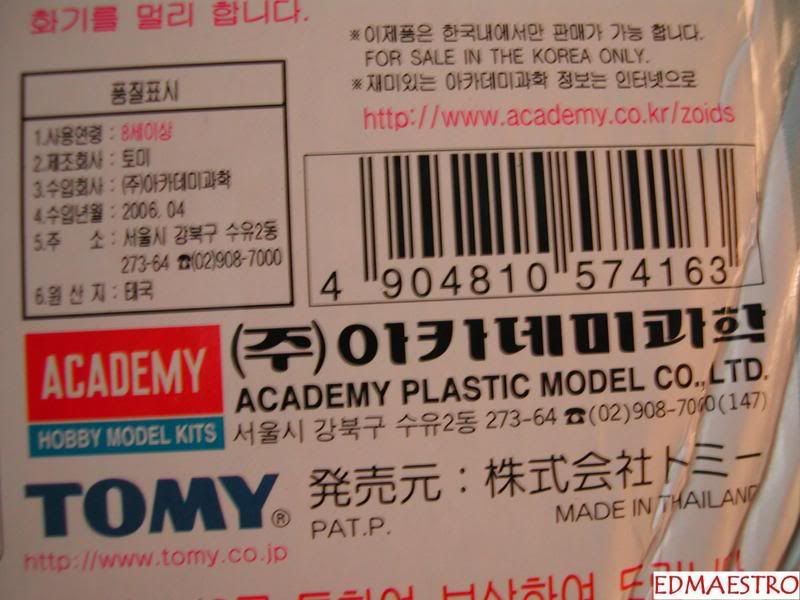 화기를 멀리 합니다.
※이제품은 한국내에서만 판매가 가능 합니다.
FOR SALE IN THE KOREA ONLY.
※재미있는 아카데미과학 정보는 인터넷으로
http://www.academy.co.kr/zoids
품질표시
1.사용연령 : 8세이상
2.제조회사 : 토미
3.수입회사 : (주)아카데미과학
4.수입년월 : 2006. 04
5.주 소 : 서울시 강북구 수유2동
273-64 ☎(02)908-7000
6.원 산 지 : 태국
4 904810 574163
ACADEMY
HOBBY MODEL KITS
(주)아카데미과학
ACADEMY PLASTIC MODEL CO.,LTD.
서울시 강북구 수유2동 273-64 ☎(02)908-7000(147)
TOMY®
発売元 : 株式会社トミー
PAT.P.
MADE IN THAILAND
http://www.tomy.co.jp
보상하여
EDMAESTRO